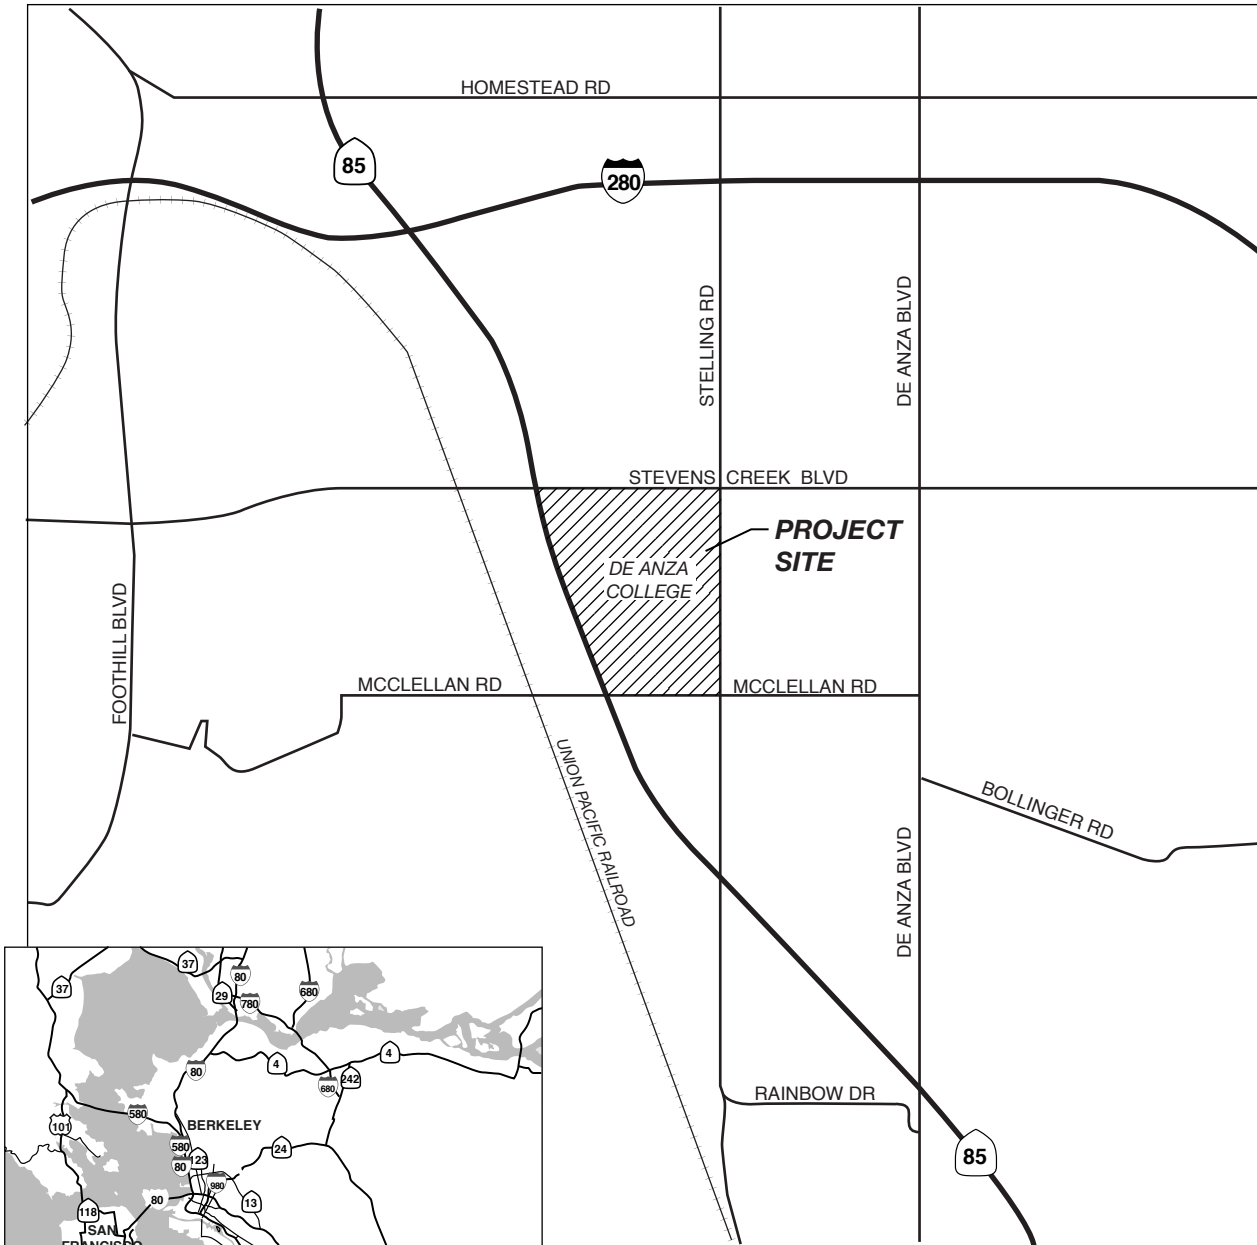 HOMESTEAD RD
85
280
STELLING RD
DE ANZA BLVD
STEVENS CREEK BLVD
PROJECT
SITE
DE ANZA
COLLEGE
FOOTHILL BLVD
MCCLELLAN RD
MCCLELLAN RD
UNION PACIFIC RAILROAD
BOLLINGER RD
DE ANZA BLVD
RAINBOW DR
85
37
37
80
29
780
680
80
4
4
680
242
580
101
BERKELEY
580
123
80
24
980
80
13
118
SAN
FRANCISCO